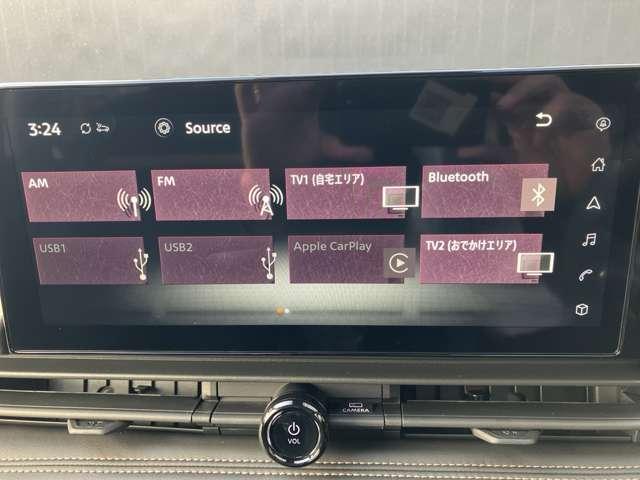 3:24
Source
AM
FM
TV1 (自宅エリア)
Bluetooth
USB1
USB2
Apple CarPlay
TV2 (おでかけエリア)
CAMERA
VOL